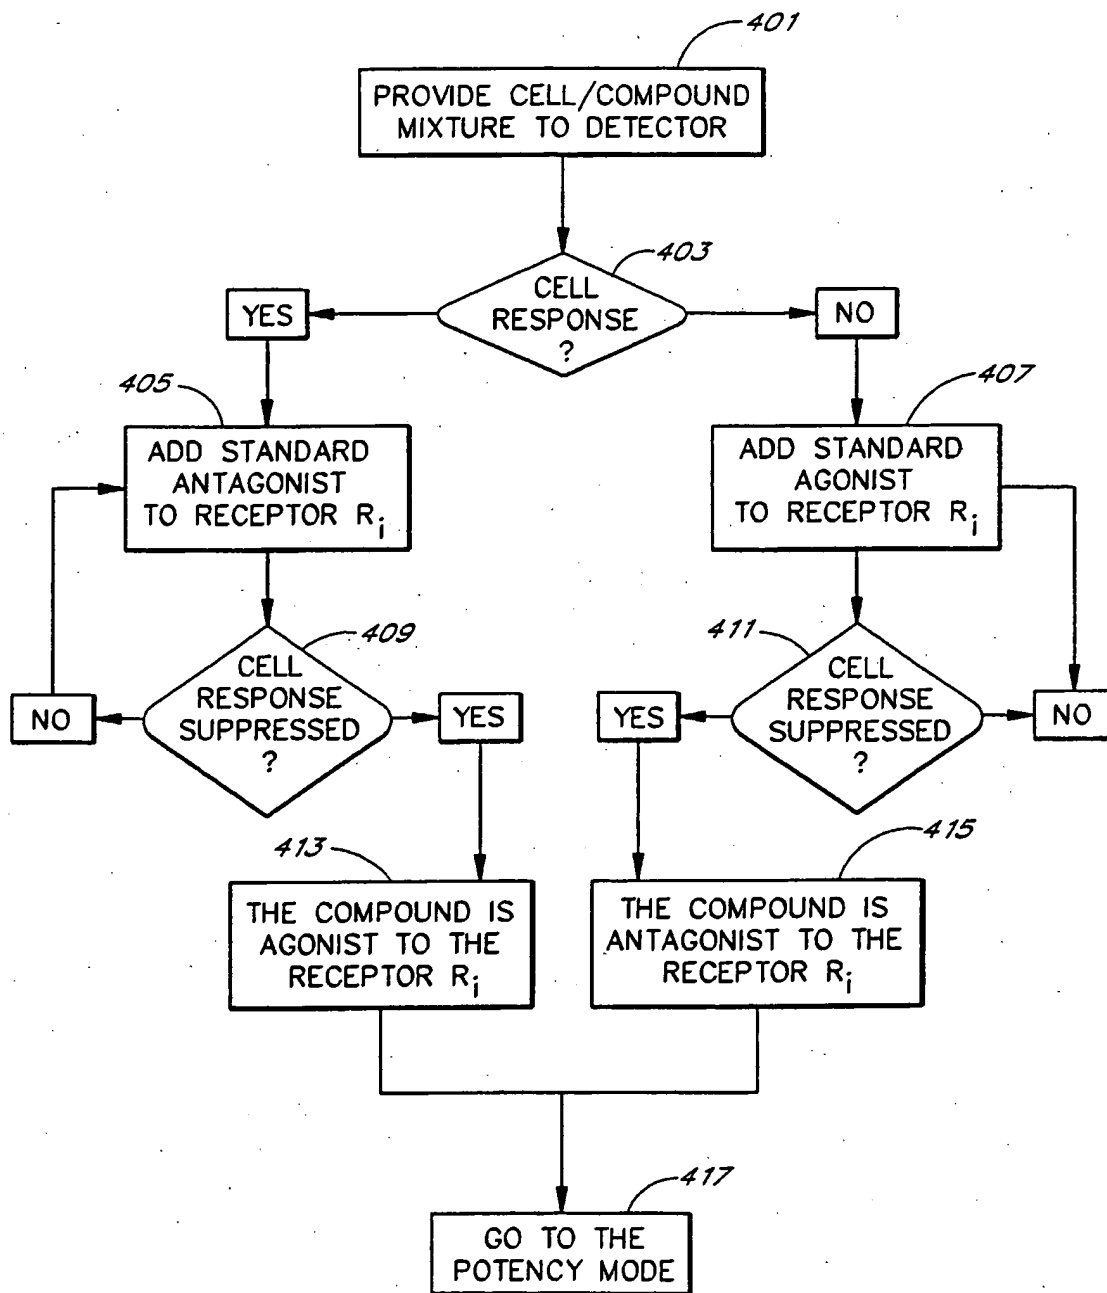 401
PROVIDE CELL/COMPOUND
MIXTURE TO DETECTOR
403
CELL
RESPONSE
?
YES
NO
405
ADD STANDARD
ANTAGONIST
TO RECEPTOR Ri
407
ADD STANDARD
AGONIST
TO RECEPTOR Ri
409
CELL
RESPONSE
SUPPRESSED
?
NO
YES
411
CELL
RESPONSE
SUPPRESSED
?
YES
NO
413
THE COMPOUND IS
AGONIST TO THE
RECEPTOR Ri
415
THE COMPOUND IS
ANTAGONIST TO THE
RECEPTOR Ri
417
GO TO THE
POTENCY MODE